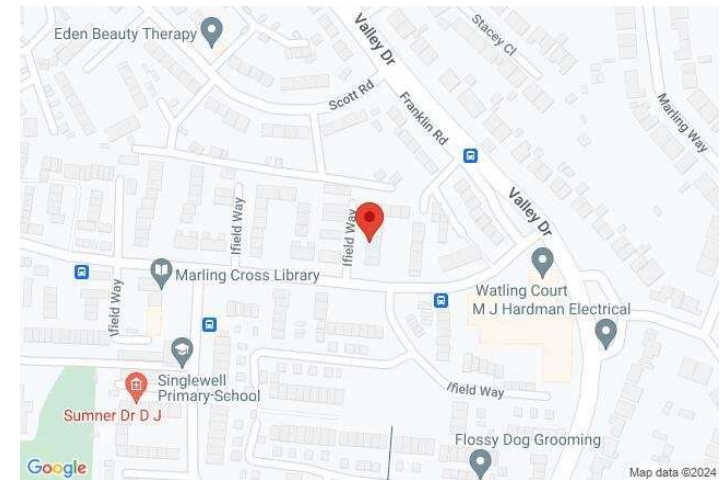 Eden Beauty Therapy
Valley Dr
Stacey Cl
Scott Rd
Franklin Rd
Marling Way
Valley Dr
Ifield Way
Ifield Way
Marling Cross Library
Ifield Way
Watling Court
M J Hardman Electrical
Singlewell
Primary School
Ifield Way
Sumner Dr D J
Flossy Dog Grooming
Google
Map data ©2024